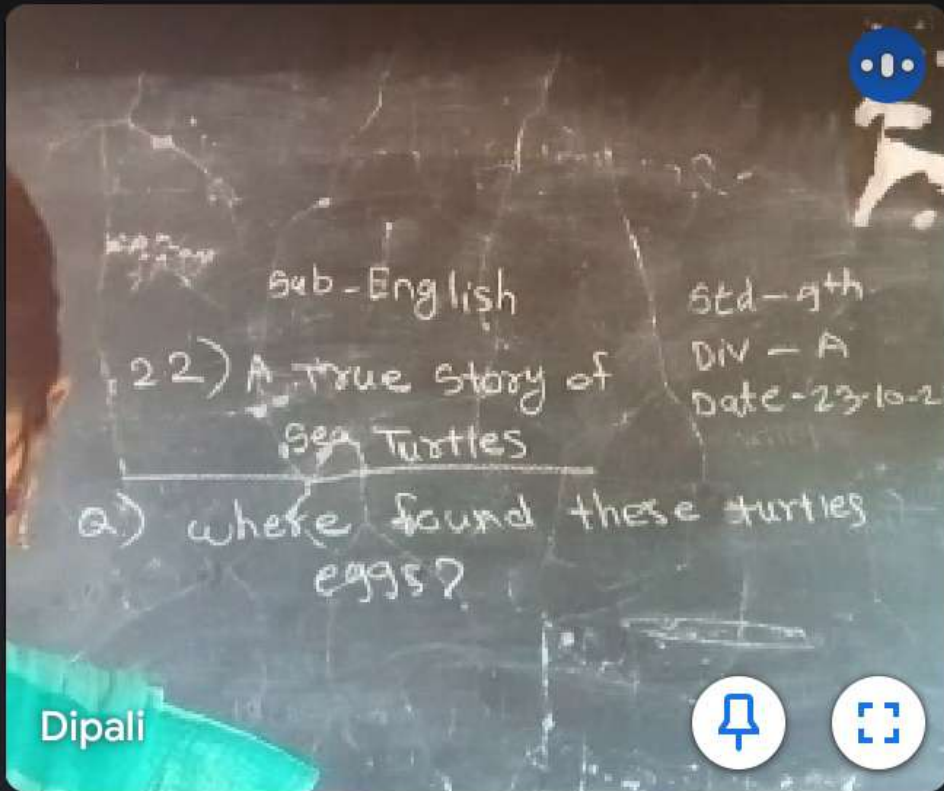 Sub-English
Std-9th
Div - A
Date-23-10-2
22) A True Story of
Sea Turtles
Q) where found these turtles
eggs?
Dipali